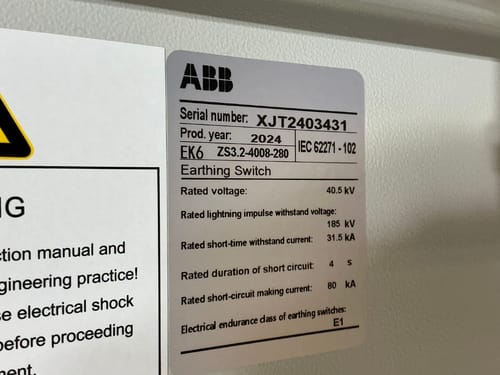 ABB
Serial number: XJT2403431
Prod. year: 2024
EK6 ZS3.2-4008-280 IEC 62271-102
Earthing Switch
Rated voltage: 40.5 kV
Rated lightning impulse withstand voltage:
185 kV
Rated short-time withstand current: 31.5 kA
Rated duration of short circuit: 4 s
Rated short-circuit making current: 80 kA
Electrical endurance class of earthing switches:
E1
manual and
practice!
electrical shock
before proceeding